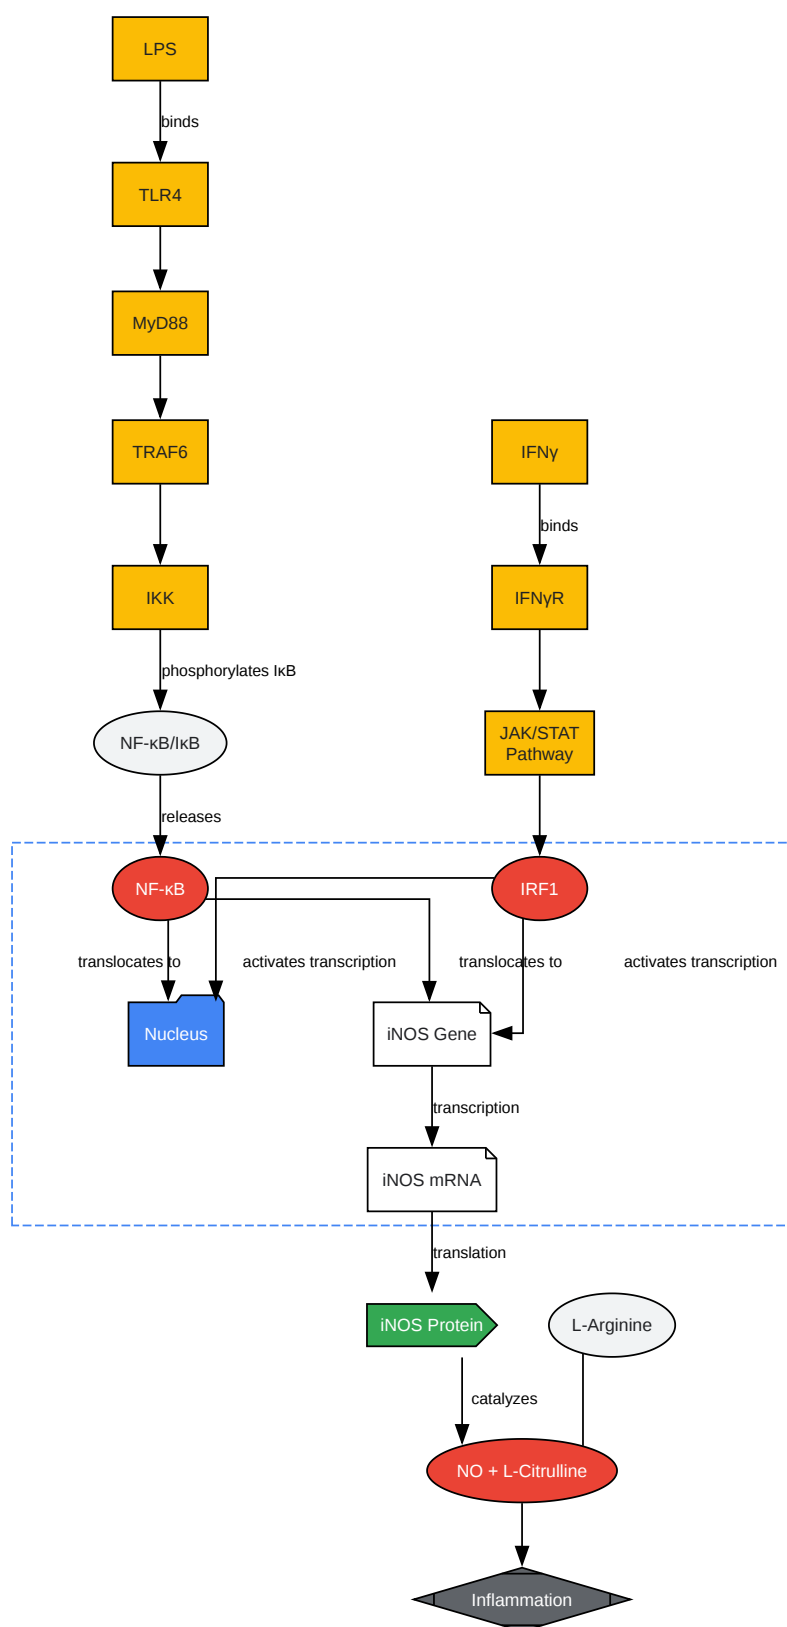 LPS
binds
TLR4
MyD88
TRAF6
IFNγ
binds
IKK
IFNγR
phosphorylates IκB
NF-κB/IκB
JAK/STAT
Pathway
releases
NF-κB
IRF1
translocates to
activates transcription
translocates to
activates transcription
Nucleus
iNOS Gene
transcription
iNOS mRNA
translation
iNOS Protein
L-Arginine
catalyzes
NO + L-Citrulline
Inflammation